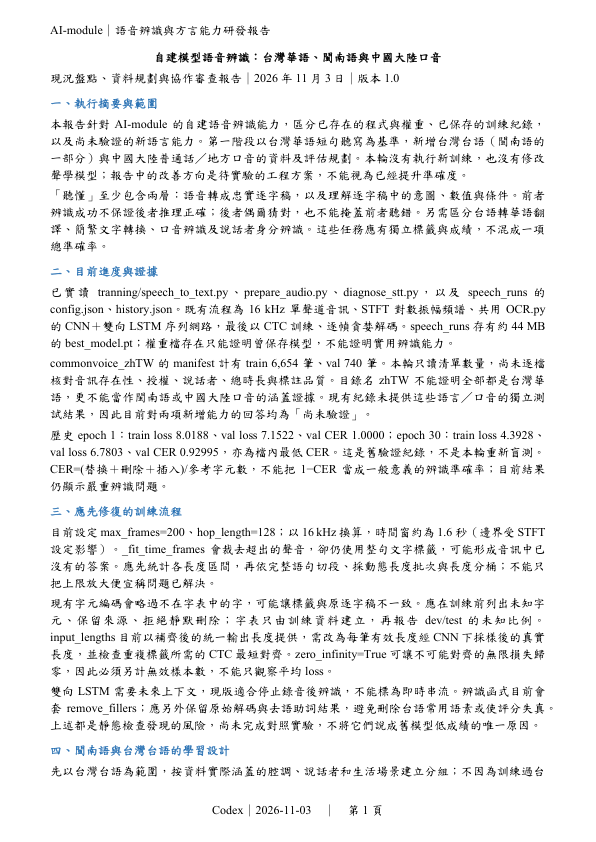 AI-module｜語音辨識與方言能力研發報告
自建模型語音辨識：台灣華語、閩南語與中國大陸口音
現況盤點、資料規劃與協作審查報告｜2026 年 11 月 3 日｜版本 1.0
一、執行摘要與範圍
本報告針對 AI-module 的自建語音辨識能力，區分已存在的程式與權重、已保存的訓練紀錄，
以及尚未驗證的新語言能力。第一階段以台灣華語短句聽寫為基準，新增台灣台語（閩南語的
一部分）與中國大陸普通話／地方口音的資料及評估規劃。本輪沒有執行新訓練，也沒有修改
聲學模型；報告中的改善方向是待實驗的工程方案，不能視為已經提升準確度。
「聽懂」至少包含兩層：語音轉成忠實逐字稿，以及理解逐字稿中的意圖、數值與條件。前者
辨識成功不保證後者推理正確；後者偶爾猜對，也不能掩蓋前者聽錯。另需區分台語轉華語翻
譯、簡繁文字轉換、口音辨識及說話者身分辨識。這些任務應有獨立標籤與成績，不混成一項
總準確率。
二、目前進度與證據
已實讀 tranning/speech_to_text.py、prepare_audio.py、diagnose_stt.py，以及 speech_runs 的
config.json、history.json。既有流程為 16 kHz 單聲道音訊、STFT 對數振幅頻譜、共用 OCR.py
的 CNN＋雙向 LSTM 序列網路，最後以 CTC 訓練、逐幀貪婪解碼。speech_runs 存有約 44 MB
的 best_model.pt；權重檔存在只能證明曾保存模型，不能證明實用辨識能力。
commonvoice_zhTW 的 manifest 計有 train 6,654 筆、val 740 筆。本輪只讀清單數量，尚未逐檔
核對音訊存在性、授權、說話者、總時長與標註品質。目錄名 zhTW 不能證明全部都是台灣華
語，更不能當作閩南語或中國大陸口音的涵蓋證據。現有紀錄未提供這些語言／口音的獨立測
試結果，因此目前對兩項新增能力的回答均為「尚未驗證」。
歷史 epoch 1：train loss 8.0188、val loss 7.1522、val CER 1.0000；epoch 30：train loss 4.3928、
val loss 6.7803、val CER 0.92995，亦為檔內最低 CER。這是舊驗證紀錄，不是本輪重新盲測。
CER=(替換＋刪除＋插入)/參考字元數，不能把 1−CER 當成一般意義的辨識準確率；目前結果
仍顯示嚴重辨識問題。
三、應先修復的訓練流程
目前設定 max_frames=200、hop_length=128；以 16 kHz 換算，時間窗約為 1.6 秒（邊界受 STFT
設定影響）。_fit_time_frames 會裁去超出的聲音，卻仍使用整句文字標籤，可能形成音訊中已
沒有的答案。應先統計各長度區間，再依完整語句切段、採動態長度批次與長度分桶；不能只
把上限放大便宣稱問題已解決。
現有字元編碼會略過不在字表中的字，可能讓標籤與原逐字稿不一致。應在訓練前列出未知字
元、保留來源、拒絕靜默刪除；字表只由訓練資料建立，再報告 dev/test 的未知比例。
input_lengths 目前以補齊後的統一輸出長度提供，需改為每筆有效長度經 CNN 下採樣後的真實
長度，並檢查重複標籤所需的 CTC 最短對齊。zero_infinity=True 可讓不可能對齊的無限損失歸
零，因此必須另計無效樣本數，不能只觀察平均 loss。
雙向 LSTM 需要未來上下文，現版適合停止錄音後辨識，不能標為即時串流。辨識函式目前會
套 remove_fillers；應另外保留原始解碼與去語助詞結果，避免刪除台語常用語素或使評分失真。
上述都是靜態檢查發現的風險，尚未完成對照實驗，不將它們說成舊模型低成績的唯一原因。
四、閩南語與台灣台語的學習設計
先以台灣台語為範圍，按資料實際涵蓋的腔調、說話者和生活場景建立分組；不因為訓練過台
Codex｜2026-11-03 ｜ 第 1 頁